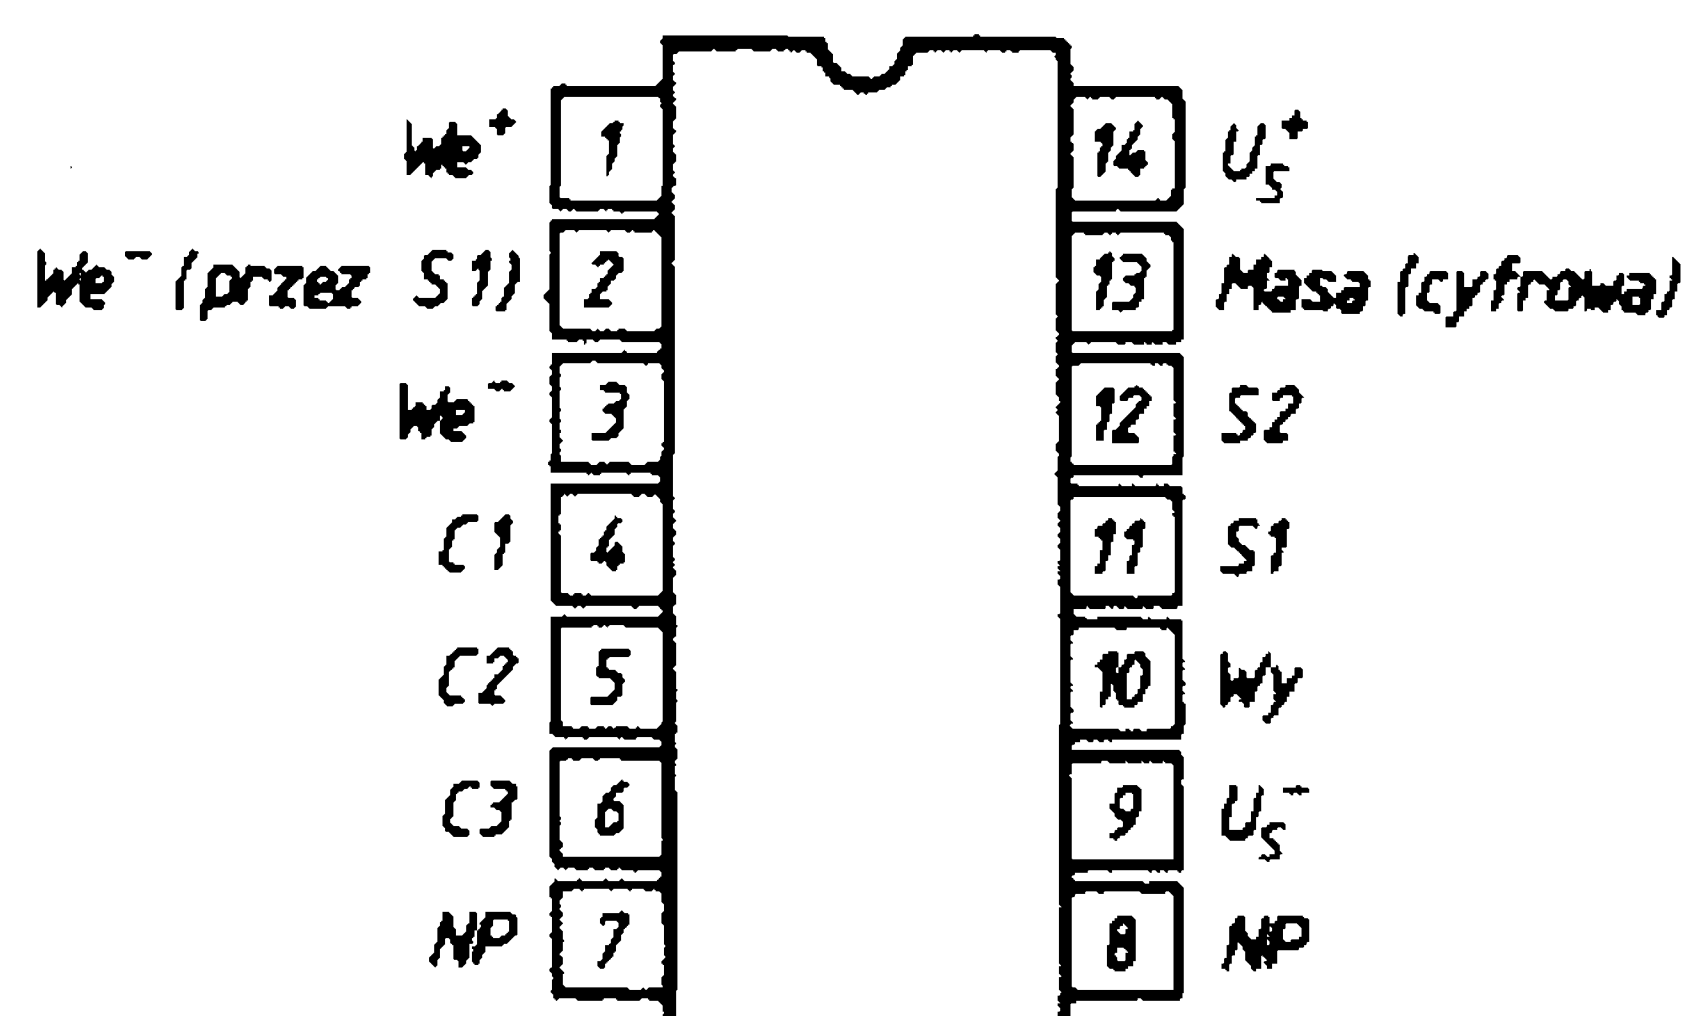 We⁺ 1 14 U_S⁺
We⁻ (przez S1) 2 13 Masa (cyfrowa)
We⁻ 3 12 S2
C1 4 11 S1
C2 5 10 Wy
C3 6 9 U_S⁻
NP 7 8 NP